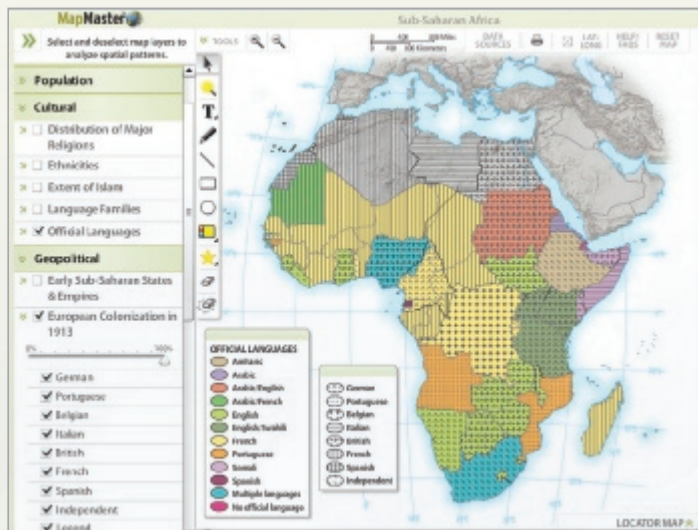 MapMaster
Sub-Saharan Africa
Select and deselect map layers to
analyze spatial patterns.
TOOLS
DATA
SOURCES
LAT/
LONG
HELP/
FAQS
RESET
MAP
Population
Cultural
Distribution of Major
Religions
Ethnicities
Extent of Islam
Language Families
Official Languages
Geopolitical
Early Sub-Saharan States
& Empires
European Colonization in
1913
0%
100%
German
Portuguese
Belgian
Italian
British
French
Spanish
Independent
Legend
T
OFFICIAL LANGUAGES
Amharic
Arabic
Arabic/English
Arabic/French
English
English/Swahili
French
Portuguese
Somali
Spanish
Multiple languages
No official language
German
Portuguese
Belgian
Italian
British
French
Spanish
Independent
LOCATOR MAP